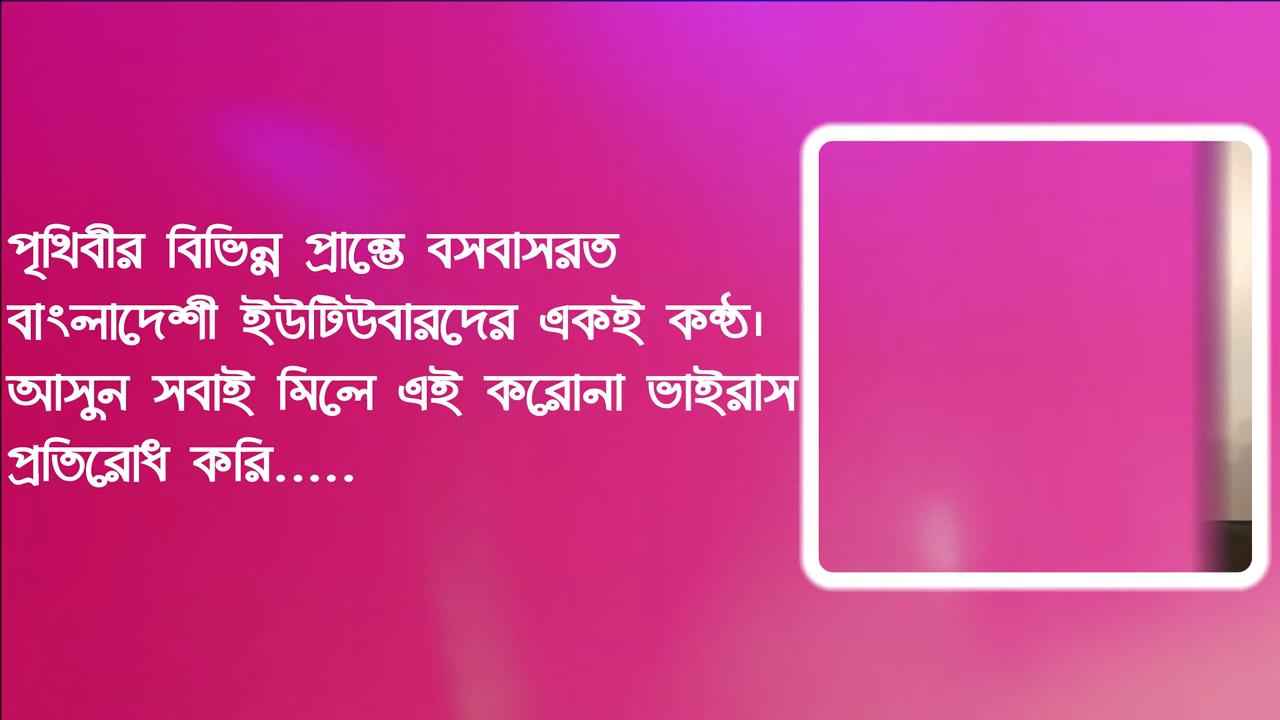 পৃথিবীর বিভিন্ন প্রান্তে বসবাসরত
বাংলাদেশী ইউটিউবারদের একই কণ্ঠ।
আসুন সবাই মিলে এই করোনা ভাইরাস
প্রতিরোধ করি.....